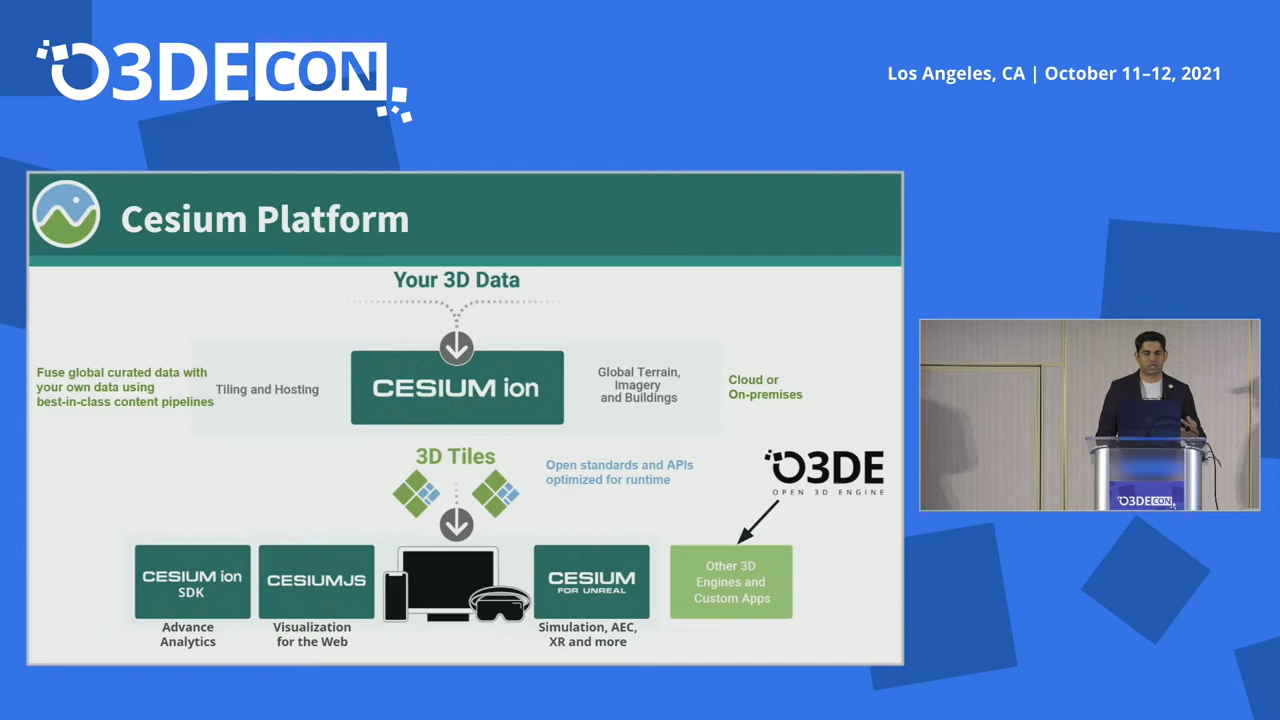 O3DECON
Los Angeles, CA | October 11–12, 2021
Cesium Platform
Your 3D Data
Fuse global curated data with
your own data using
best-in-class content pipelines
Tiling and Hosting
CESIUM ion
Global Terrain,
Imagery
and Buildings
Cloud or
On-premises
3D Tiles
Open standards and APIs
optimized for runtime
O3DE
OPEN 3D ENGINE
CESIUM ion
SDK
CESIUMJS
CESIUM
FOR UNREAL
Other 3D
Engines and
Custom Apps
Advance
Analytics
Visualization
for the Web
Simulation, AEC,
XR and more
O3DECON